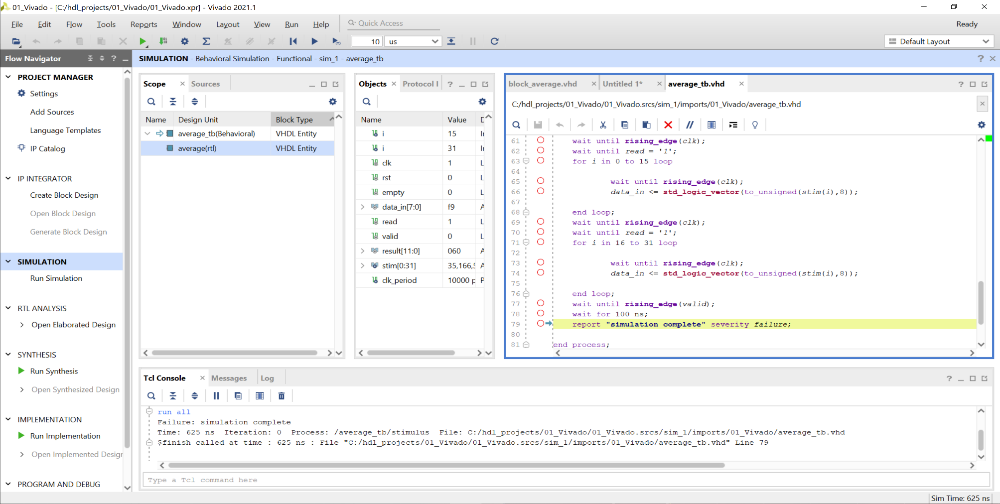 01_Vivado - [C:/hdl_projects/01_Vivado/01_Vivado.xpr] - Vivado 2021.1
File Edit Flow Tools Reports Window Layout View Run Help Quick Access Ready
10 us Default Layout
Flow Navigator ? _
SIMULATION - Behavioral Simulation - Functional - sim_1 - average_tb ? ×
PROJECT MANAGER
Settings
Add Sources
Language Templates
IP Catalog
IP INTEGRATOR
Create Block Design
Open Block Design
Generate Block Design
SIMULATION
Run Simulation
RTL ANALYSIS
Open Elaborated Design
SYNTHESIS
Run Synthesis
Open Synthesized Design
IMPLEMENTATION
Run Implementation
Open Implemented Desigr
PROGRAM AND DEBUG
Scope × Sources
Name Design Unit Block Type
average_tb(Behavioral) VHDL Entity
average(rtl) VHDL Entity
Objects × Protocol I ?
Name Value
i 15
i 31
clk 1 L
rst 0 L
empty 0 L
data_in[7:0] f9 A
read 1 L
valid 0 L
result[11:0] 060 A
stim[0:31] 35,166,5 A
clk_period 10000 p P
block_average.vhd × Untitled 1* × average_tb.vhd × ?
C:/hdl_projects/01_Vivado/01_Vivado.srcs/sim_1/imports/01_Vivado/average_tb.vhd
61 wait until rising_edge(clk);
62 wait until read = '1';
63 for i in 0 to 15 loop
64
65 wait until rising_edge(clk);
66 data_in <= std_logic_vector(to_unsigned(stim(i),8));
67
68 end loop;
69 wait until rising_edge(clk);
70 wait until read = '1';
71 for i in 16 to 31 loop
72
73 wait until rising_edge(clk);
74 data_in <= std_logic_vector(to_unsigned(stim(i),8));
75
76 end loop;
77 wait until rising_edge(valid);
78 wait for 100 ns;
79 report "simulation complete" severity failure;
80
81 end process;
Tcl Console × Messages Log ?
run all
Failure: simulation complete
Time: 625 ns Iteration: 0 Process: /average_tb/stimulus File: C:/hdl_projects/01_Vivado/01_Vivado.srcs/sim_1/imports/01_Vivado/average_tb.vhd
$finish called at time : 625 ns : File "C:/hdl_projects/01_Vivado/01_Vivado.srcs/sim_1/imports/01_Vivado/average_tb.vhd" Line 79
Type a Tcl command here
Sim Time: 625 ns